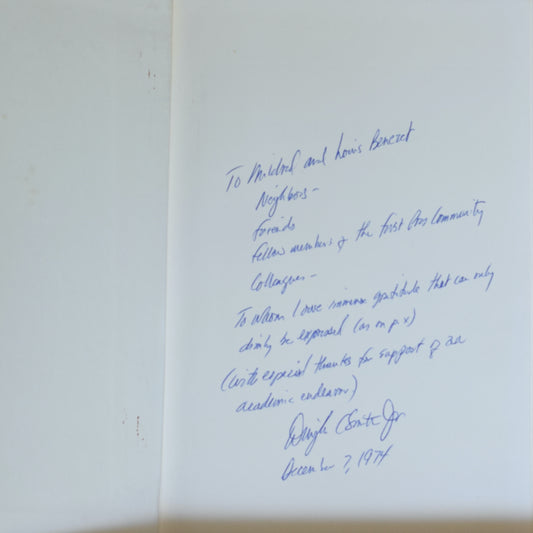 To Mildred and Louis Benezet
Neighbors -
friends
fellow members of the First Pres Community
Colleagues -
To whom I owe immense gratitude that can only
dimly be expressed (as on p. x)
(with especial thanks for support of an
academic endeavor)
Dwight C Smith Jr
December 7, 1974